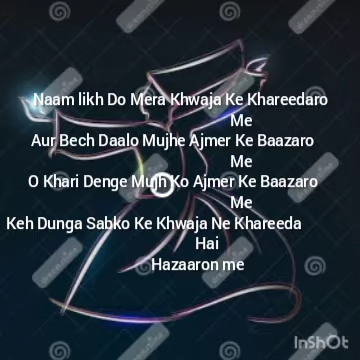 Naam likh Do Mera Khwaja Ke Khareedaro
Me
Aur Bech Daalo Mujhe Ajmer Ke Baazaro
Me
O Khari Denge Mujh Ko Ajmer Ke Bazaro
Me
Keh Dunga Sabko Ke Khwaja Ne Khareeda
Hai
Hazaaron me
InShOt